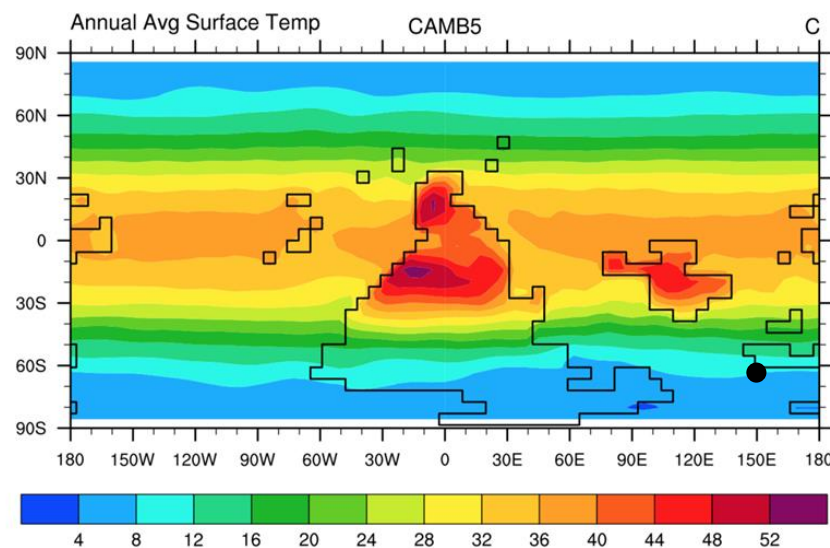 Annual Avg Surface Temp CAMB5 C
90N
60N
30N
0
30S
60S
90S
180 150W 120W 90W 60W 30W 0 30E 60E 90E 120E 150E 180
4 8 12 16 20 24 28 32 36 40 44 48 52